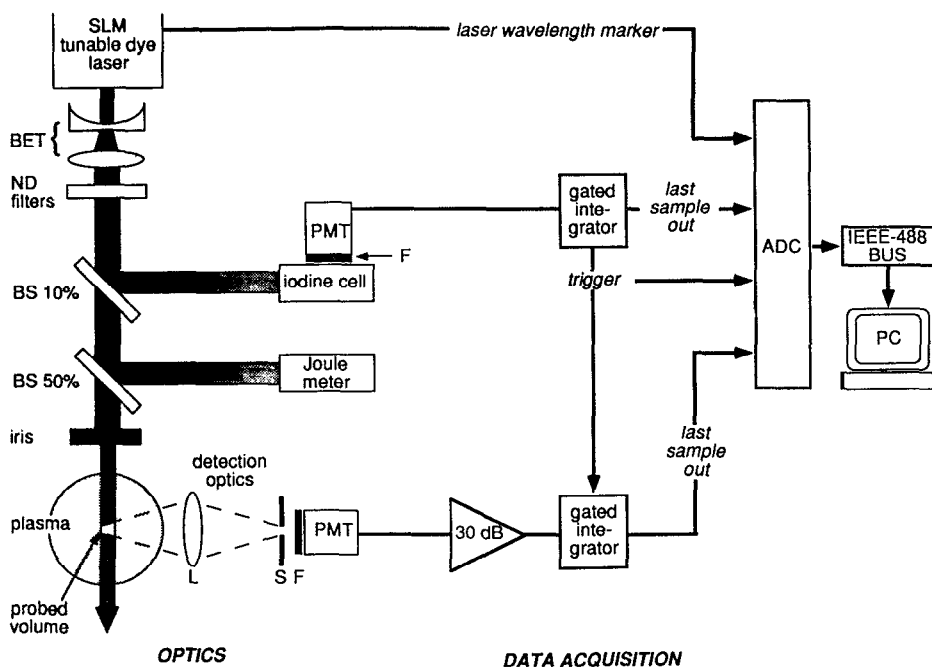 SLM
tunable dye
laser
laser wavelength marker
BET {
ND
filters
PMT
F
iodine cell
gated
inte-
grator
last
sample
out
ADC
IEEE-488
BUS
trigger
BS 10%
PC
BS 50%
Joule
meter
iris
last
sample
out
detection
optics
plasma
PMT
30 dB
gated
inte-
grator
L
S F
probed
volume
OPTICS
DATA ACQUISITION